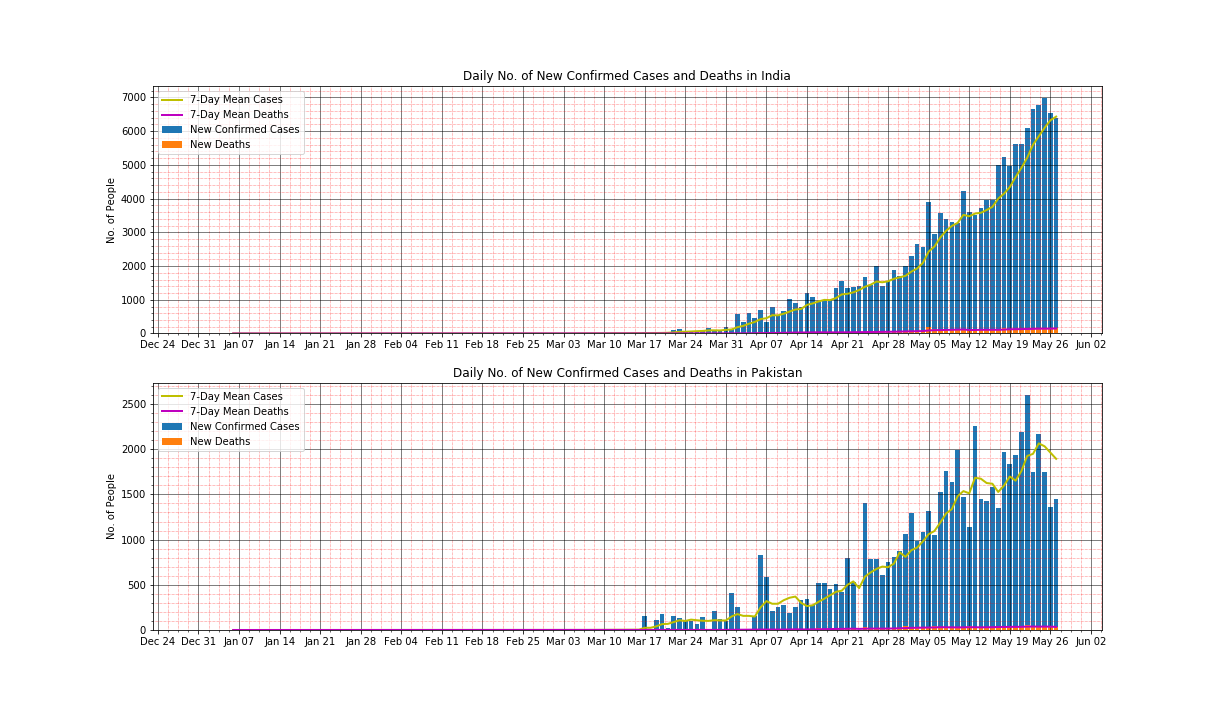 Daily No. of New Confirmed Cases and Deaths in India
7-Day Mean Cases
7-Day Mean Deaths
New Confirmed Cases
New Deaths
No. of People
7000
6000
5000
4000
3000
2000
1000
0
Dec 24 Dec 31 Jan 07 Jan 14 Jan 21 Jan 28 Feb 04 Feb 11 Feb 18 Feb 25 Mar 03 Mar 10 Mar 17 Mar 24 Mar 31 Apr 07 Apr 14 Apr 21 Apr 28 May 05 May 12 May 19 May 26 Jun 02
Daily No. of New Confirmed Cases and Deaths in Pakistan
7-Day Mean Cases
7-Day Mean Deaths
New Confirmed Cases
New Deaths
No. of People
2500
2000
1500
1000
500
0
Dec 24 Dec 31 Jan 07 Jan 14 Jan 21 Jan 28 Feb 04 Feb 11 Feb 18 Feb 25 Mar 03 Mar 10 Mar 17 Mar 24 Mar 31 Apr 07 Apr 14 Apr 21 Apr 28 May 05 May 12 May 19 May 26 Jun 02